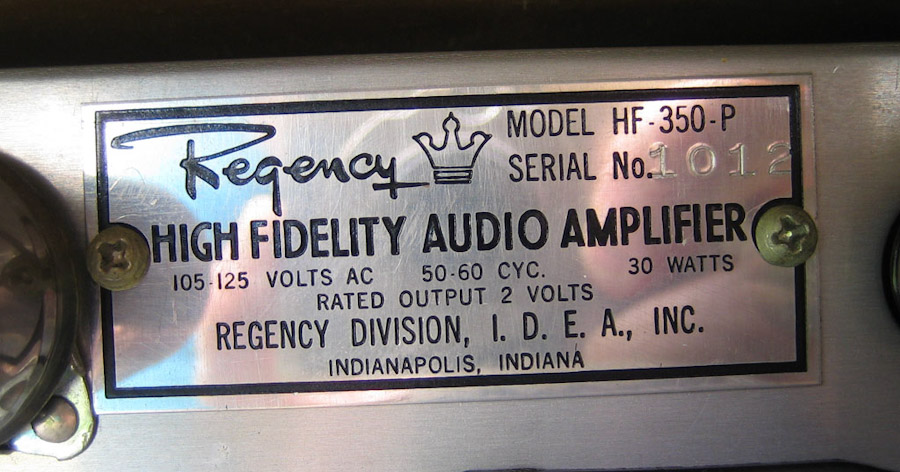 Regency
MODEL HF-350-P
SERIAL No. 1012
HIGH FIDELITY AUDIO AMPLIFIER
105-125 VOLTS AC 50-60 CYC. 30 WATTS
RATED OUTPUT 2 VOLTS
REGENCY DIVISION, I. D. E. A., INC.
INDIANAPOLIS, INDIANA